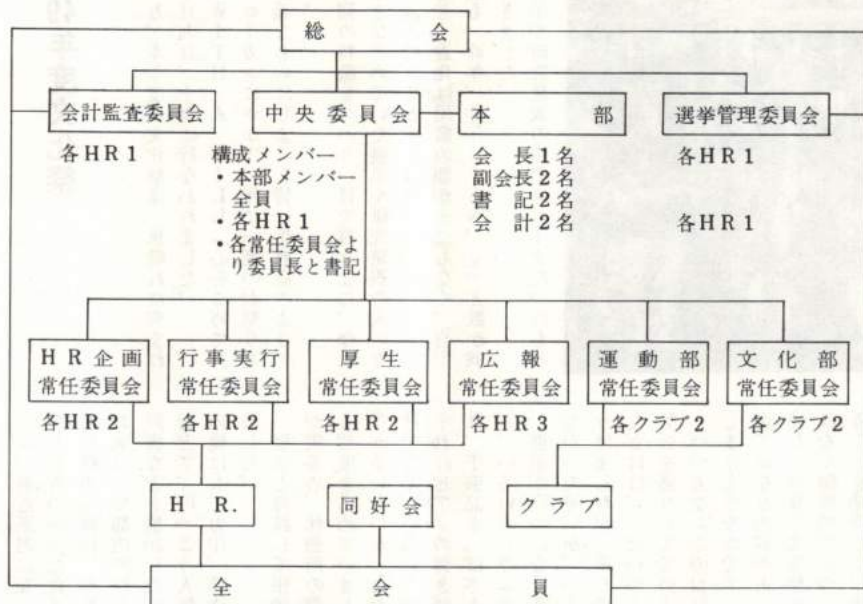 総会
会計監査委員会
各HR1
中央委員会
構成メンバー
・本部メンバー
全員
・各HR1
・各常任委員会よ
り委員長と書記
本部
会長1名
副会長2名
書記2名
会計2名
選挙管理委員会
各HR1
各HR1
HR企画
常任委員会
各HR2
行事実行
常任委員会
各HR2
厚生
常任委員会
各HR2
広報
常任委員会
各HR3
運動部
常任委員会
各クラブ2
文化部
常任委員会
各クラブ2
HR.
同好会
クラブ
全会員